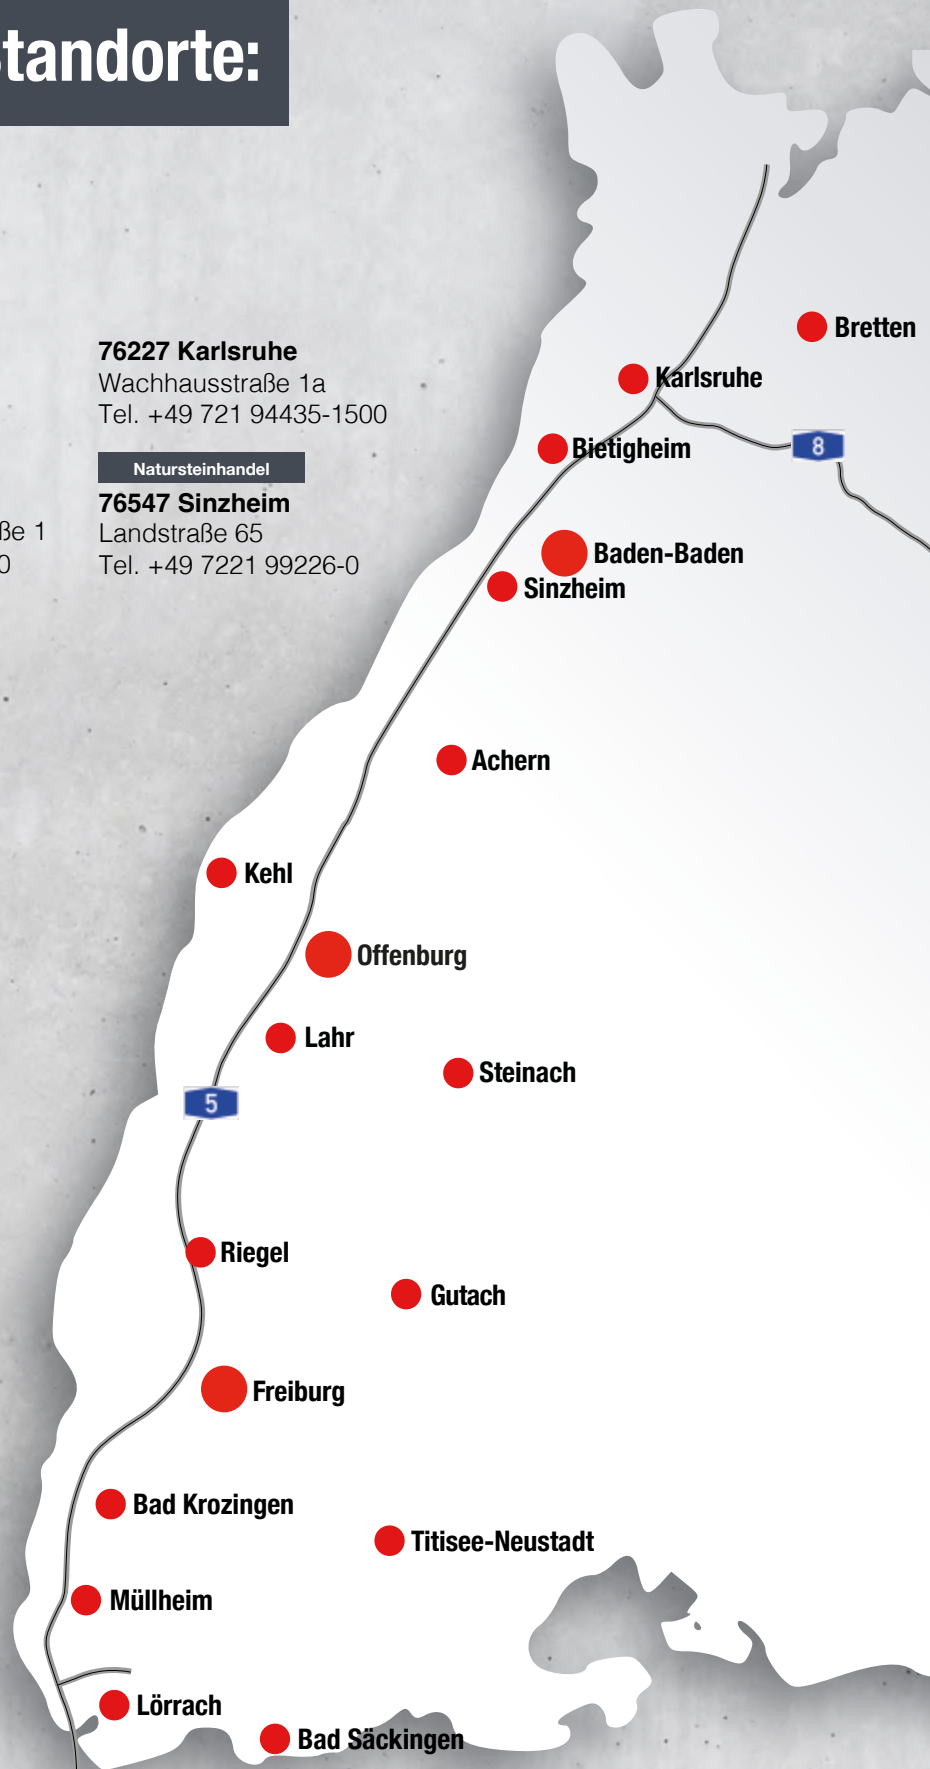 tandorte:
76227 Karlsruhe
Wachhausstraße 1a
Tel. +49 721 94435-1500
Natursteinhandel
76547 Sinzheim
Landstraße 65
Tel. +49 7221 99226-0
ße 1
0
Bretten
Karlsruhe
8
Bietigheim
Baden-Baden
Sinzheim
Achern
Kehl
Offenburg
Lahr
Steinach
5
Riegel
Gutach
Freiburg
Bad Krozingen
Titisee-Neustadt
Müllheim
Lörrach
Bad Säckingen